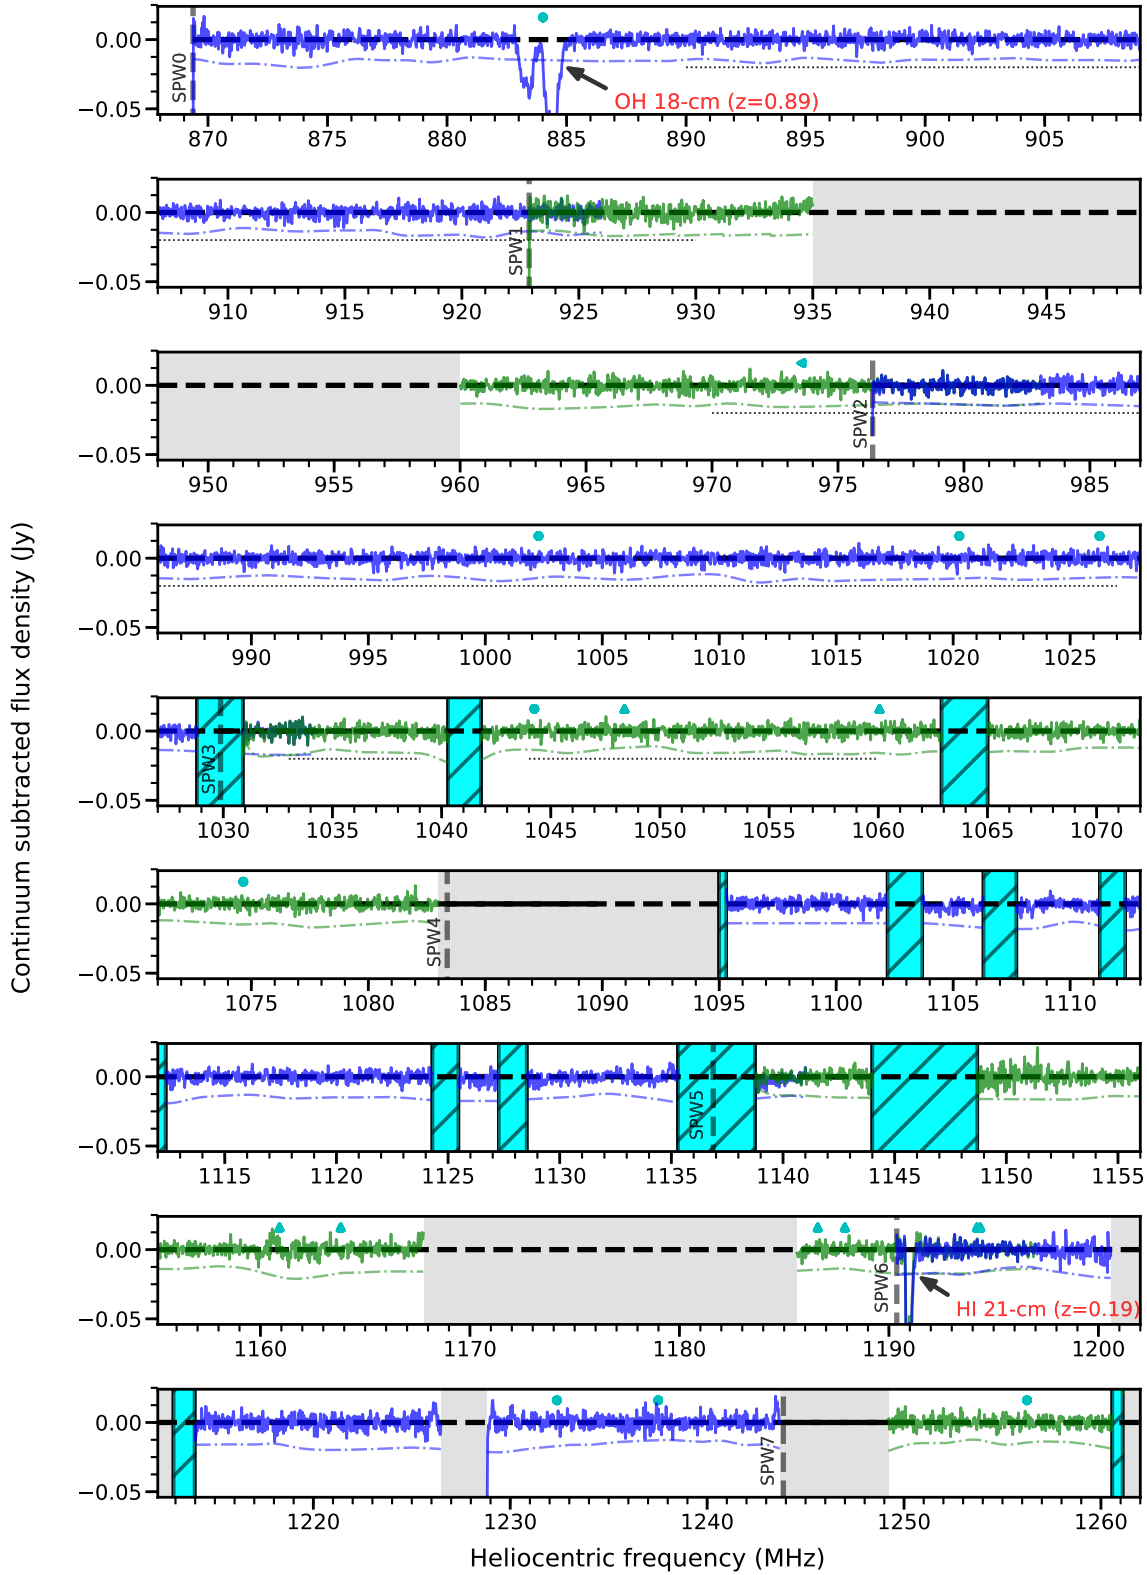 0.00
−0.05
SPW0
OH 18-cm (z=0.89)
870 875 880 885 890 895 900 905
0.00
−0.05
SPW1
910 915 920 925 930 935 940 945
0.00
−0.05
SPW2
950 955 960 965 970 975 980 985
0.00
−0.05
990 995 1000 1005 1010 1015 1020 1025
0.00
−0.05
SPW3
1030 1035 1040 1045 1050 1055 1060 1065 1070
0.00
−0.05
SPW4
1075 1080 1085 1090 1095 1100 1105 1110
0.00
−0.05
SPW5
1115 1120 1125 1130 1135 1140 1145 1150 1155
0.00
−0.05
SPW6
HI 21-cm (z=0.19)
1160 1170 1180 1190 1200
0.00
−0.05
SPW7
1220 1230 1240 1250 1260
Continuum subtracted flux density (Jy)
Heliocentric frequency (MHz)